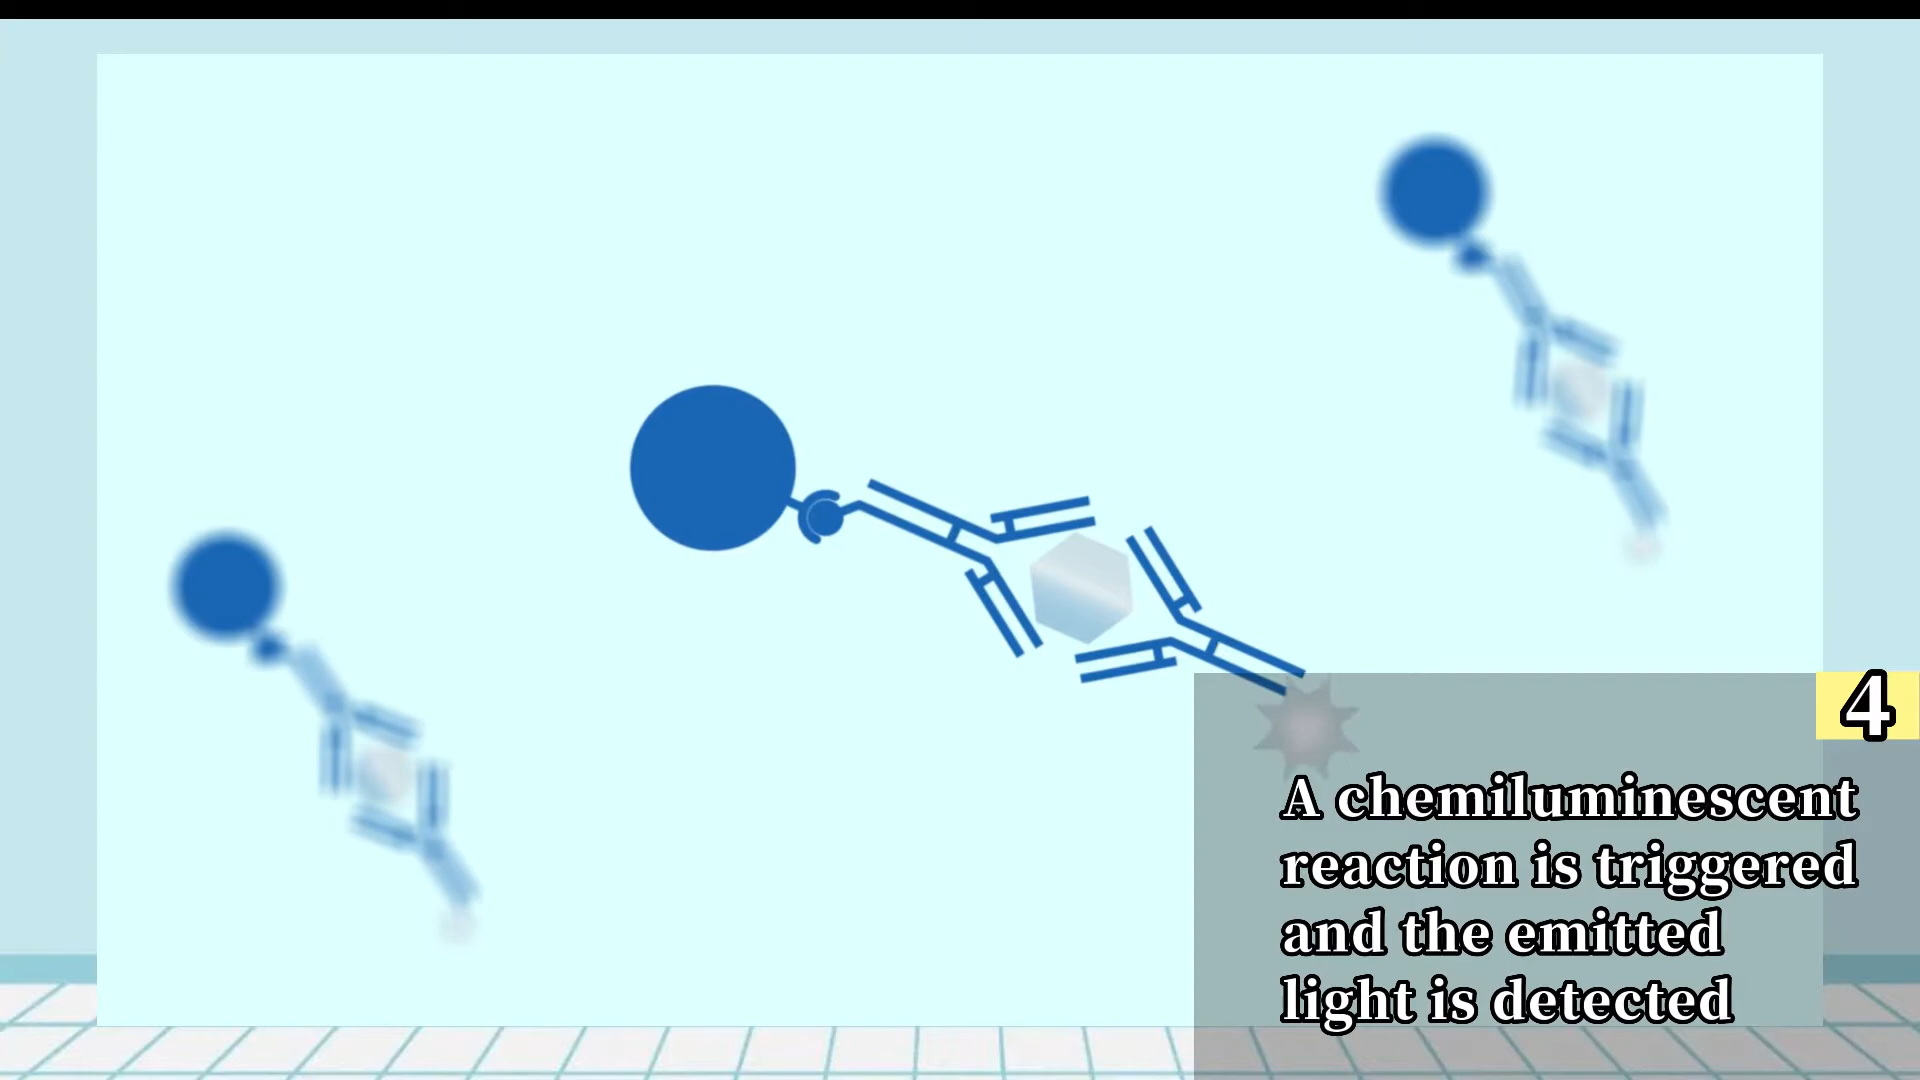 4
A chemiluminescent
reaction is triggered
and the emitted
light is detected